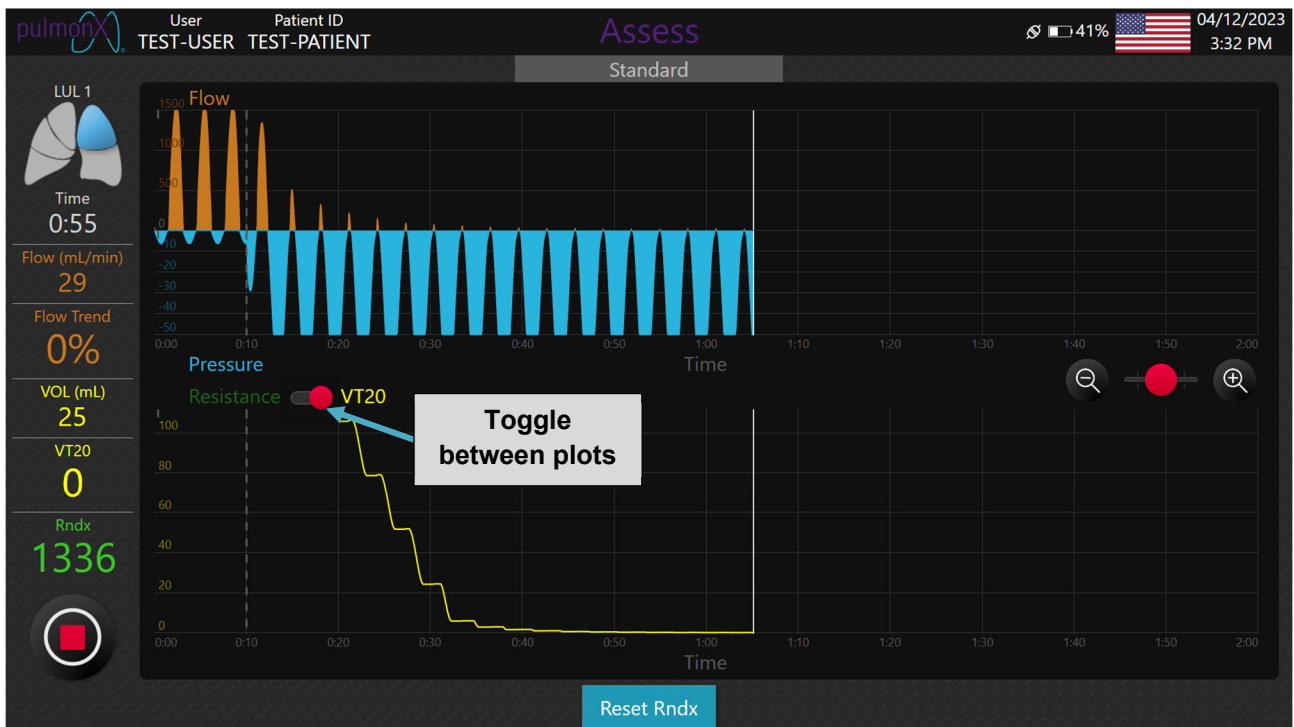 pulmonX®
User
Patient ID
TEST-USER
TEST-PATIENT
Assess
41%
04/12/2023
3:32 PM
Standard
LUL 1
Time
0:55
Flow (mL/min)
29
Flow Trend
0%
VOL (mL)
25
VT20
0
Rndx
1336
Flow
1500
1000
500
0
-10
-20
-30
-40
-50
0:00 0:10 0:20 0:30 0:40 0:50 1:00 1:10 1:20 1:30 1:40 1:50 2:00
Pressure
Time
Resistance
VT20
Toggle
between plots
100
80
60
40
20
0
0:00 0:10 0:20 0:30 0:40 0:50 1:00 1:10 1:20 1:30 1:40 1:50 2:00
Time
Reset Rndx